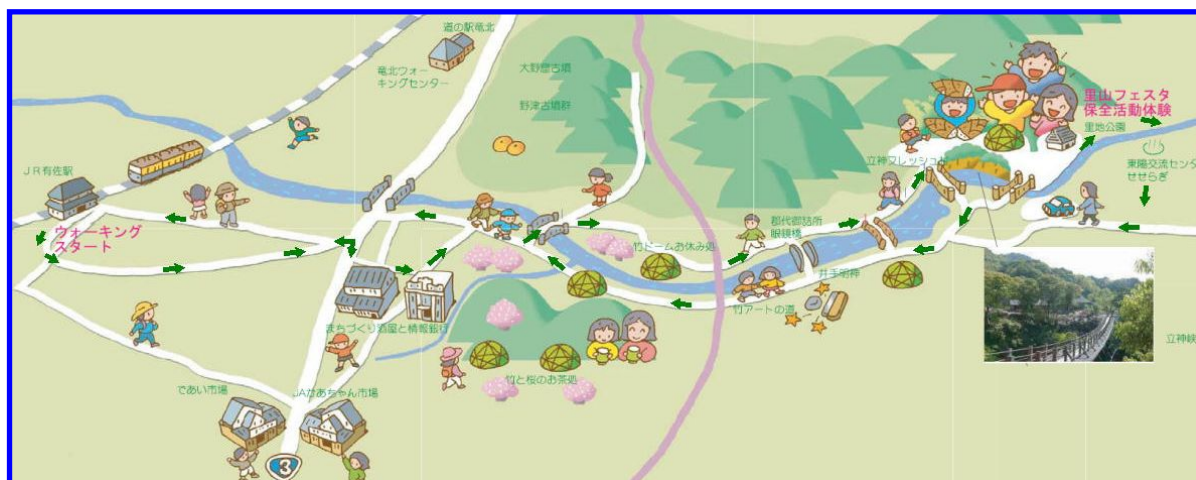 道の駅竜北
竜北ウォー
キングセンター
大野窟古墳
野津古墳群
里山フェスタ
保全活動体験
里地公園
東陽交流センタ
せせらぎ
JR有佐駅
立神フレッシュ
ウォーキング
スタート
郡代御詰所
眼鏡橋
竹ドームお休み処
井手明神
竹アートの道
まちづくり酒屋と情報銀行
立神峡
竹と桜のお茶処
であい市場
JAかあちゃん市場
3